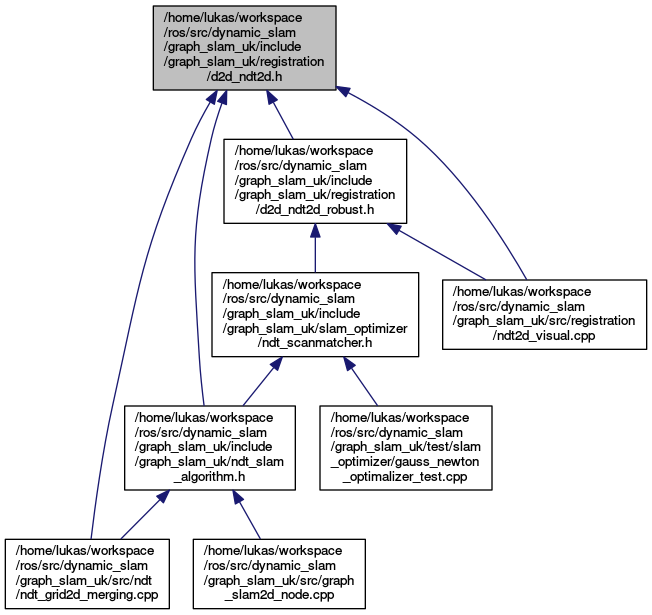 /home/lukas/workspace
/ros/src/dynamic_slam
/graph_slam_uk/include
/graph_slam_uk/registration
/d2d_ndt2d.h
/home/lukas/workspace
/ros/src/dynamic_slam
/graph_slam_uk/include
/graph_slam_uk/registration
/d2d_ndt2d_robust.h
/home/lukas/workspace
/ros/src/dynamic_slam
/graph_slam_uk/include
/graph_slam_uk/slam_optimizer
/ndt_scanmatcher.h
/home/lukas/workspace
/ros/src/dynamic_slam
/graph_slam_uk/src/registration
/ndt2d_visual.cpp
/home/lukas/workspace
/ros/src/dynamic_slam
/graph_slam_uk/include
/graph_slam_uk/ndt_slam
_algorithm.h
/home/lukas/workspace
/ros/src/dynamic_slam
/graph_slam_uk/test/slam
_optimizer/gauss_newton
_optimalizer_test.cpp
/home/lukas/workspace
/ros/src/dynamic_slam
/graph_slam_uk/src/ndt
/ndt_grid2d_merging.cpp
/home/lukas/workspace
/ros/src/dynamic_slam
/graph_slam_uk/src/graph
_slam2d_node.cpp